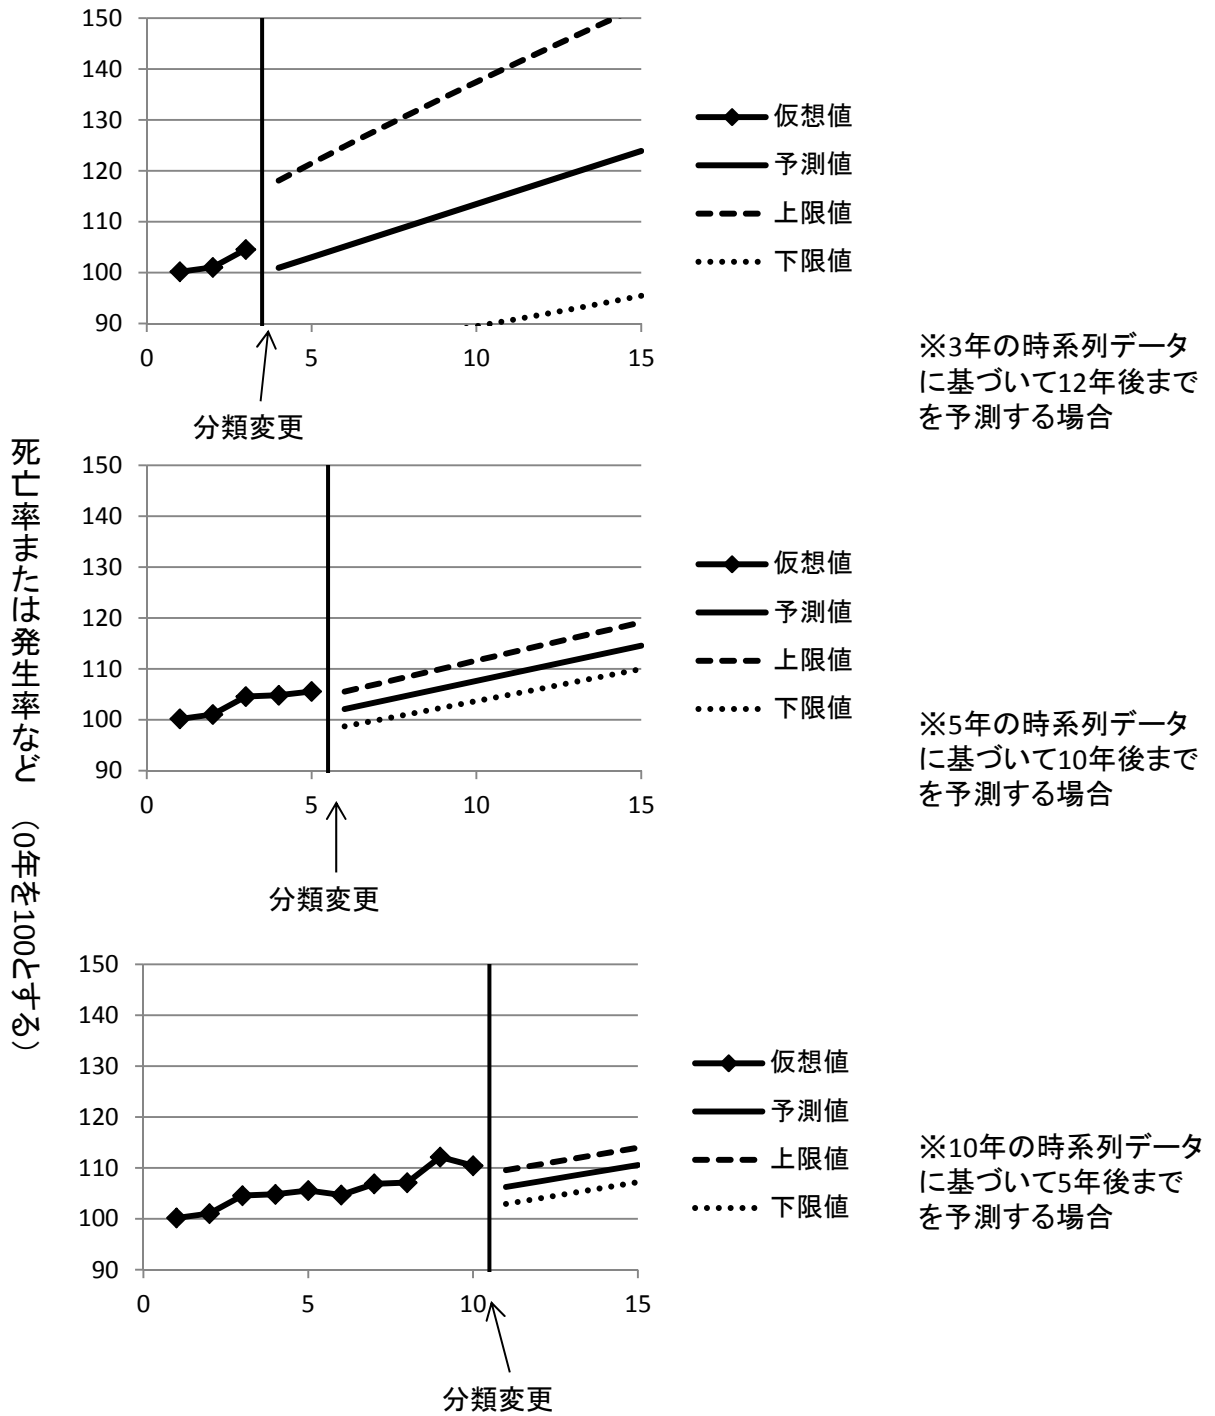 死亡率または発生率など (0年を100とする)
150
140
130
120
110
100
90
0
5
10
15
分類変更
仮想値
予測値
上限値
下限値
※3年の時系列データ
に基づいて12年後まで
を予測する場合
150
140
130
120
110
100
90
0
5
10
15
分類変更
仮想値
予測値
上限値
下限値
※5年の時系列データ
に基づいて10年後まで
を予測する場合
150
140
130
120
110
100
90
0
5
10
15
分類変更
仮想値
予測値
上限値
下限値
※10年の時系列データ
に基づいて5年後まで
を予測する場合